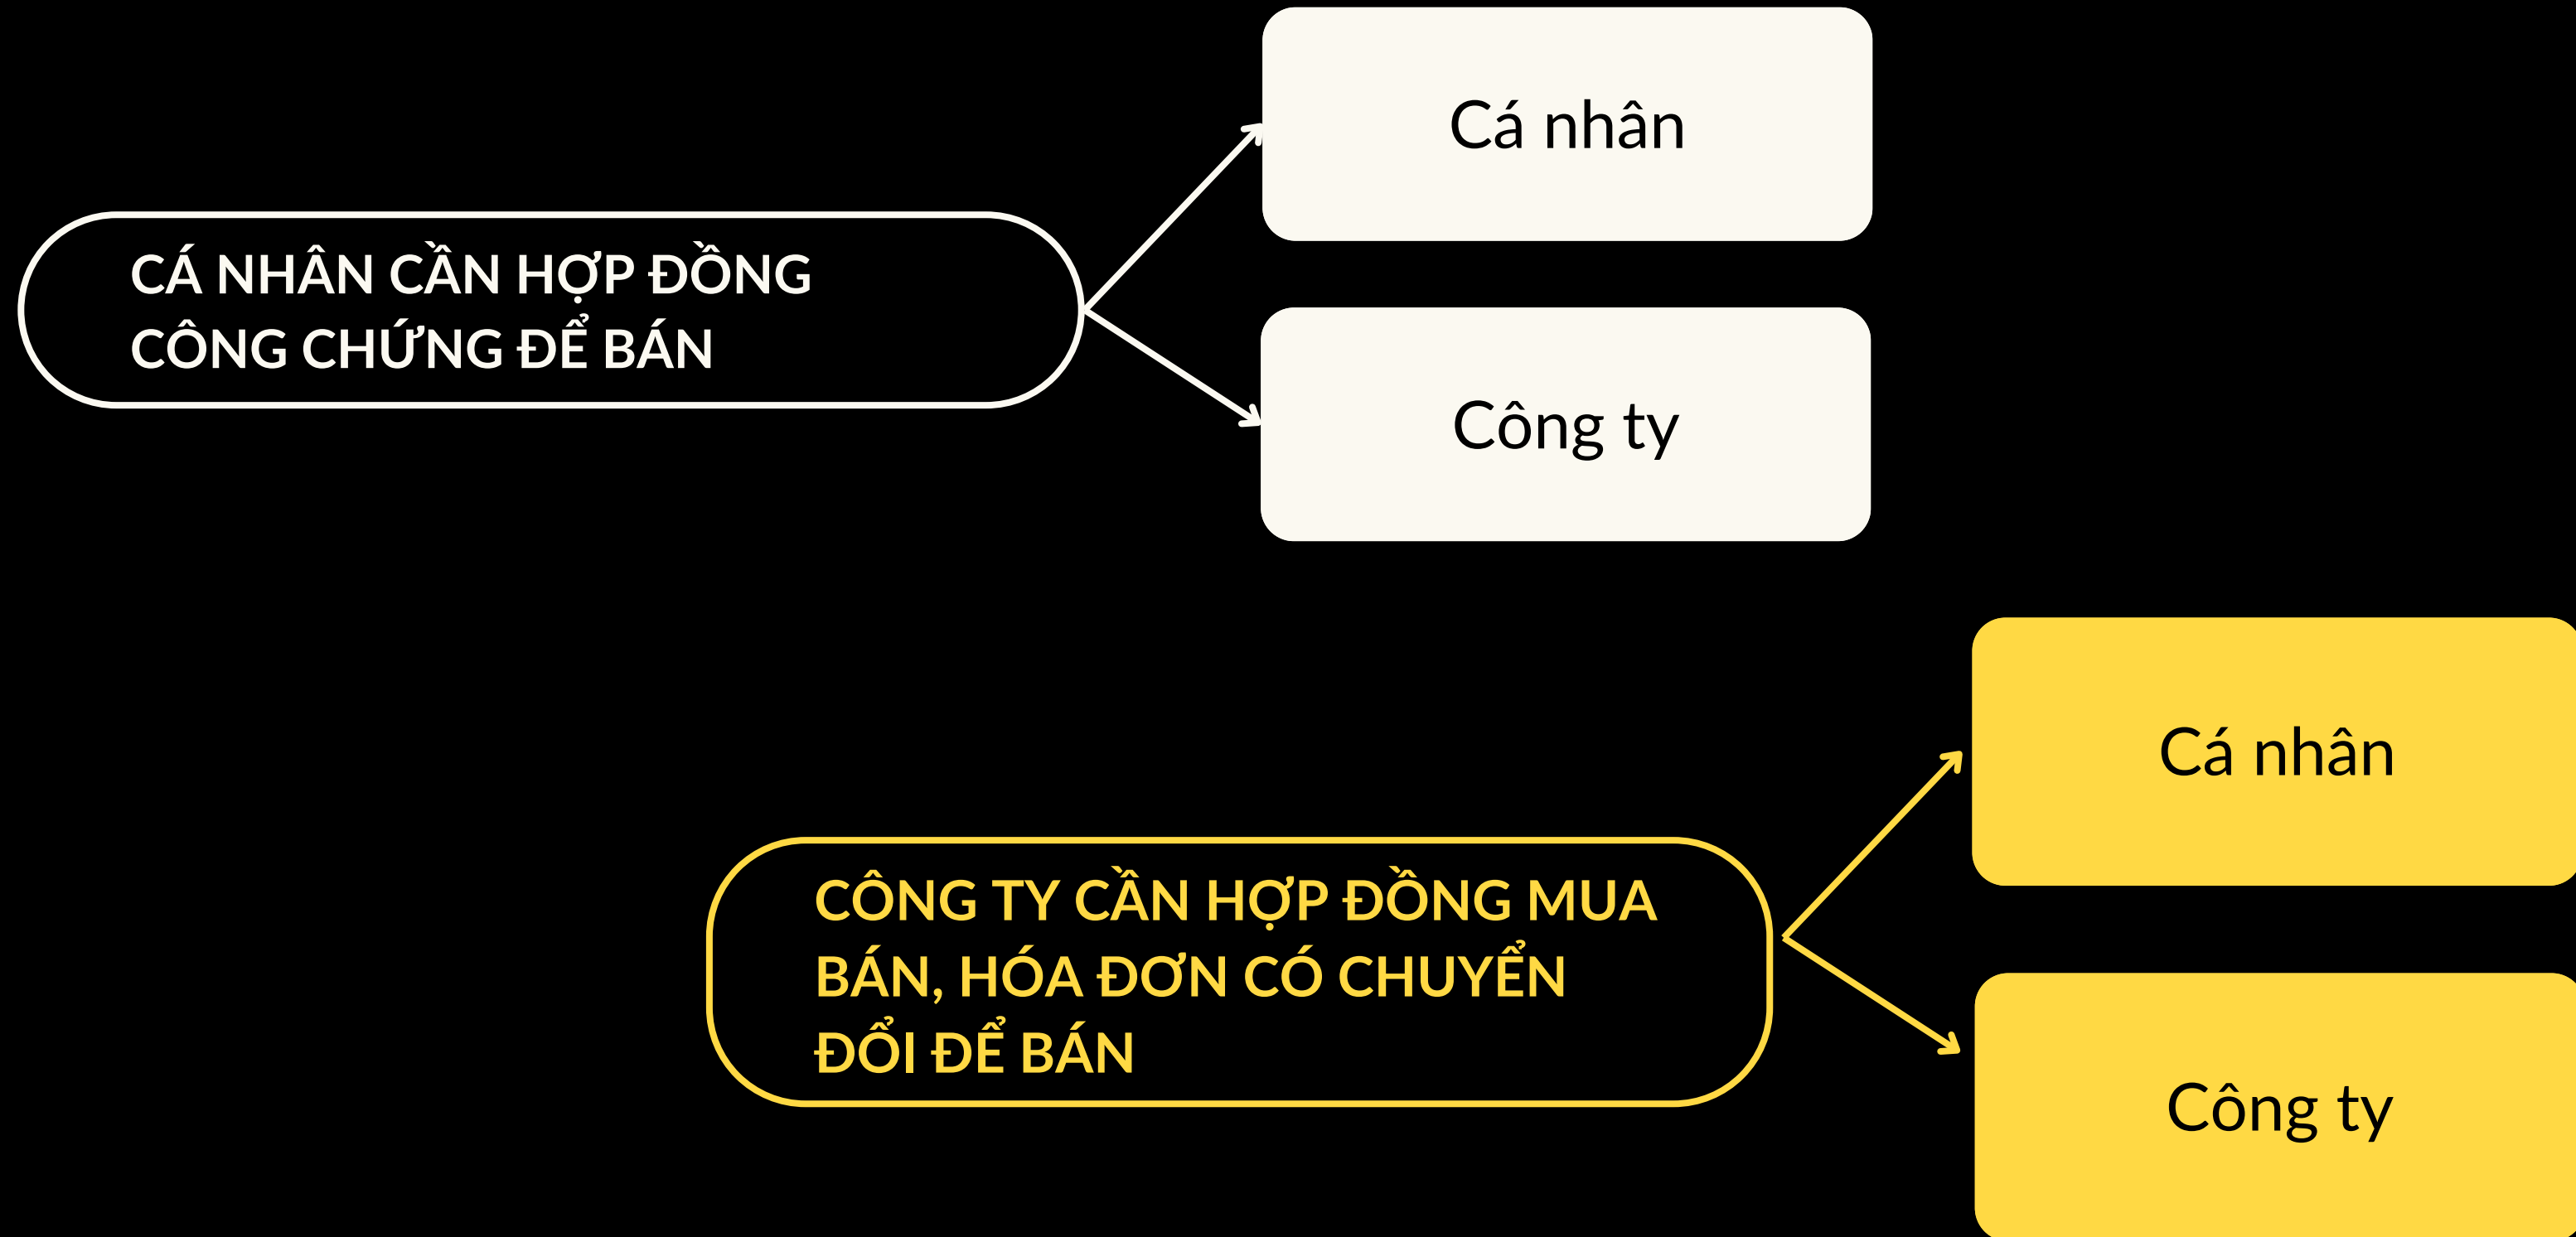 Cá nhân
CÁ NHÂN CẦN HỢP ĐỒNG
CÔNG CHỨNG ĐỂ BÁN
Công ty
Cá nhân
CÔNG TY CẦN HỢP ĐỒNG MUA
BÁN, HÓA ĐƠN CÓ CHUYỂN
ĐỔI ĐỂ BÁN
Công ty